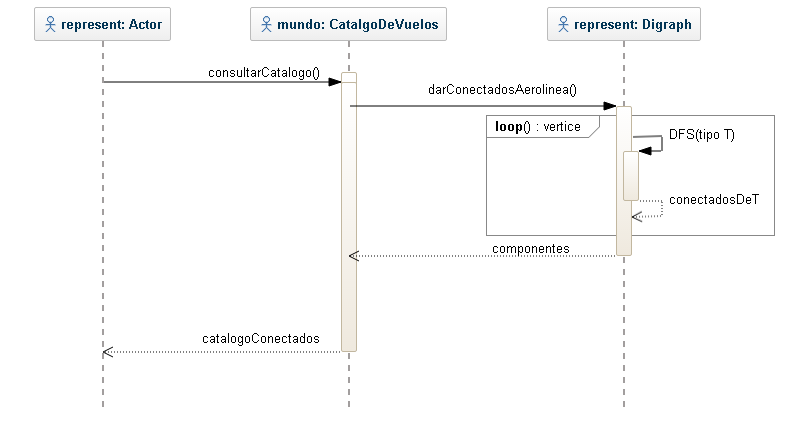 represent: Actor
mundo: CatalgoDeVuelos
represent: Digraph
consultarCatalogo()
darConectadosAerolinea()
loop() : vertice
DFS(tipo T)
conectadosDeT
componentes
catalogoConectados